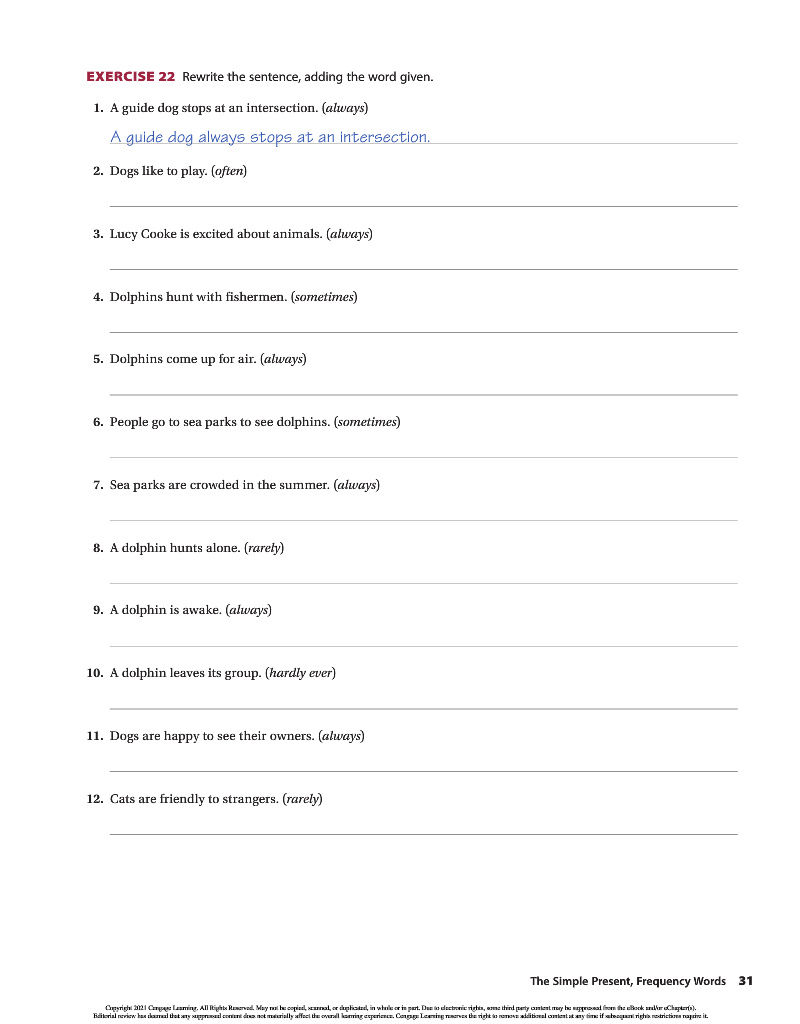 EXERCISE 22 Rewrite the sentence, adding the word given.
1. A guide dog stops at an intersection. (always)
A guide dog always stops at an intersection.
2. Dogs like to play. (often)
3. Lucy Cooke is excited about animals. (always)
4. Dolphins hunt with fishermen. (sometimes)
5. Dolphins come up for air. (always)
6. People go to sea parks to see dolphins. (sometimes)
7. Sea parks are crowded in the summer. (always)
8. A dolphin hunts alone. (rarely)
9. A dolphin is awake. (always)
10. A dolphin leaves its group. (hardly ever)
11. Dogs are happy to see their owners. (always)
12. Cats are friendly to strangers. (rarely)
The Simple Present, Frequency Words 31
Copyright 2021 Cengage Learning. All Rights Reserved. May not be copied, scanned, or duplicated, in whole or in part. Due to electronic rights, some third party content may be suppressed from the eBook and/or eChapter(s).
Editorial review has deemed that any suppressed content does not materially affect the overall learning experience. Cengage Learning reserves the right to remove additional content at any time if subsequent rights restrictions require it.